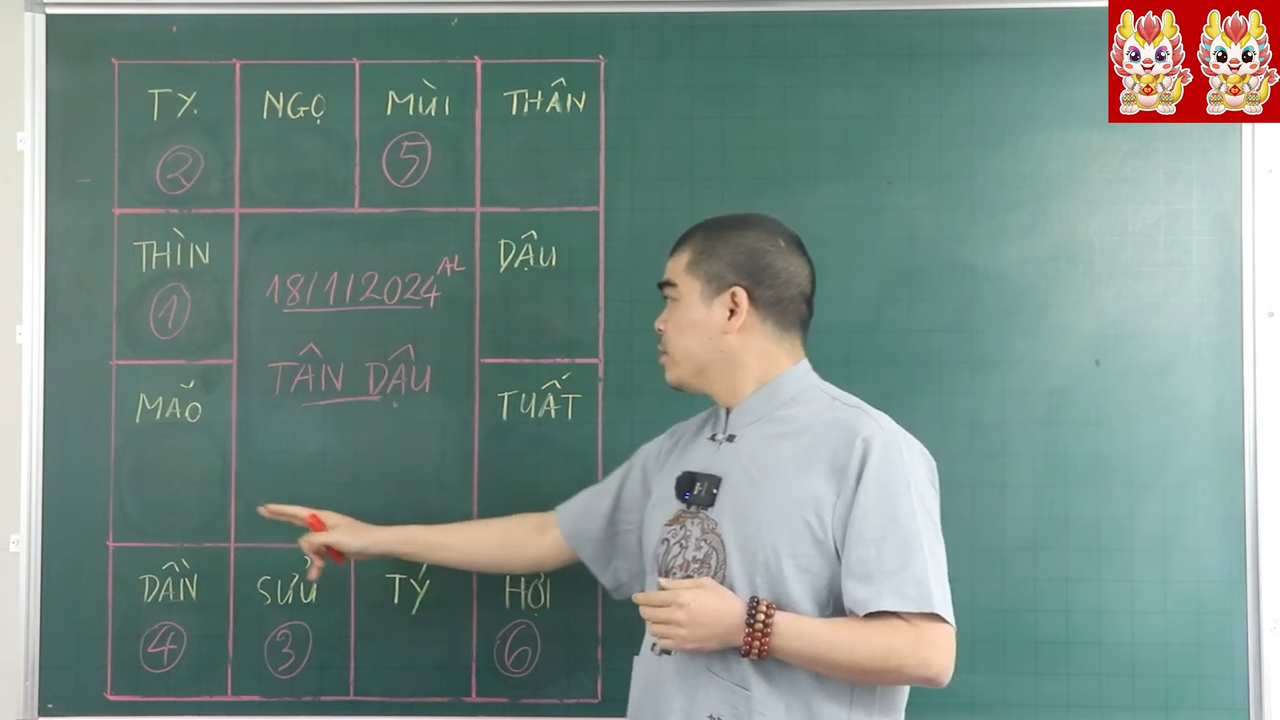 TỴ NGỌ MÙI THÂN
② ⑤
THÌN DẬU
①
18/1/2024 AL
TÂN DẬU
MÃO TUẤT
DẦN SỬU TÝ HỢI
④ ③ ⑥